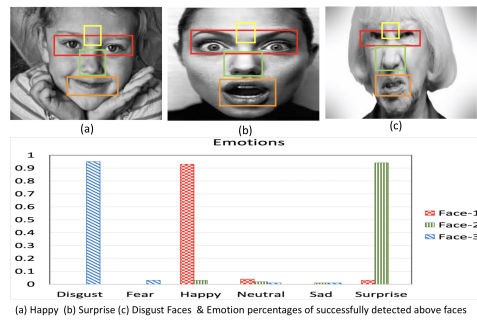 (a)
(b)
(c)
Emotions
1
0.9
0.8
0.7
0.6
0.5
0.4
0.3
0.2
0.1
0
Disgust Fear Happy Neutral Sad Surprise
Face-1
Face-2
Face-3
(a) Happy (b) Surprise (c) Disgust Faces & Emotion percentages of successfully detected above faces